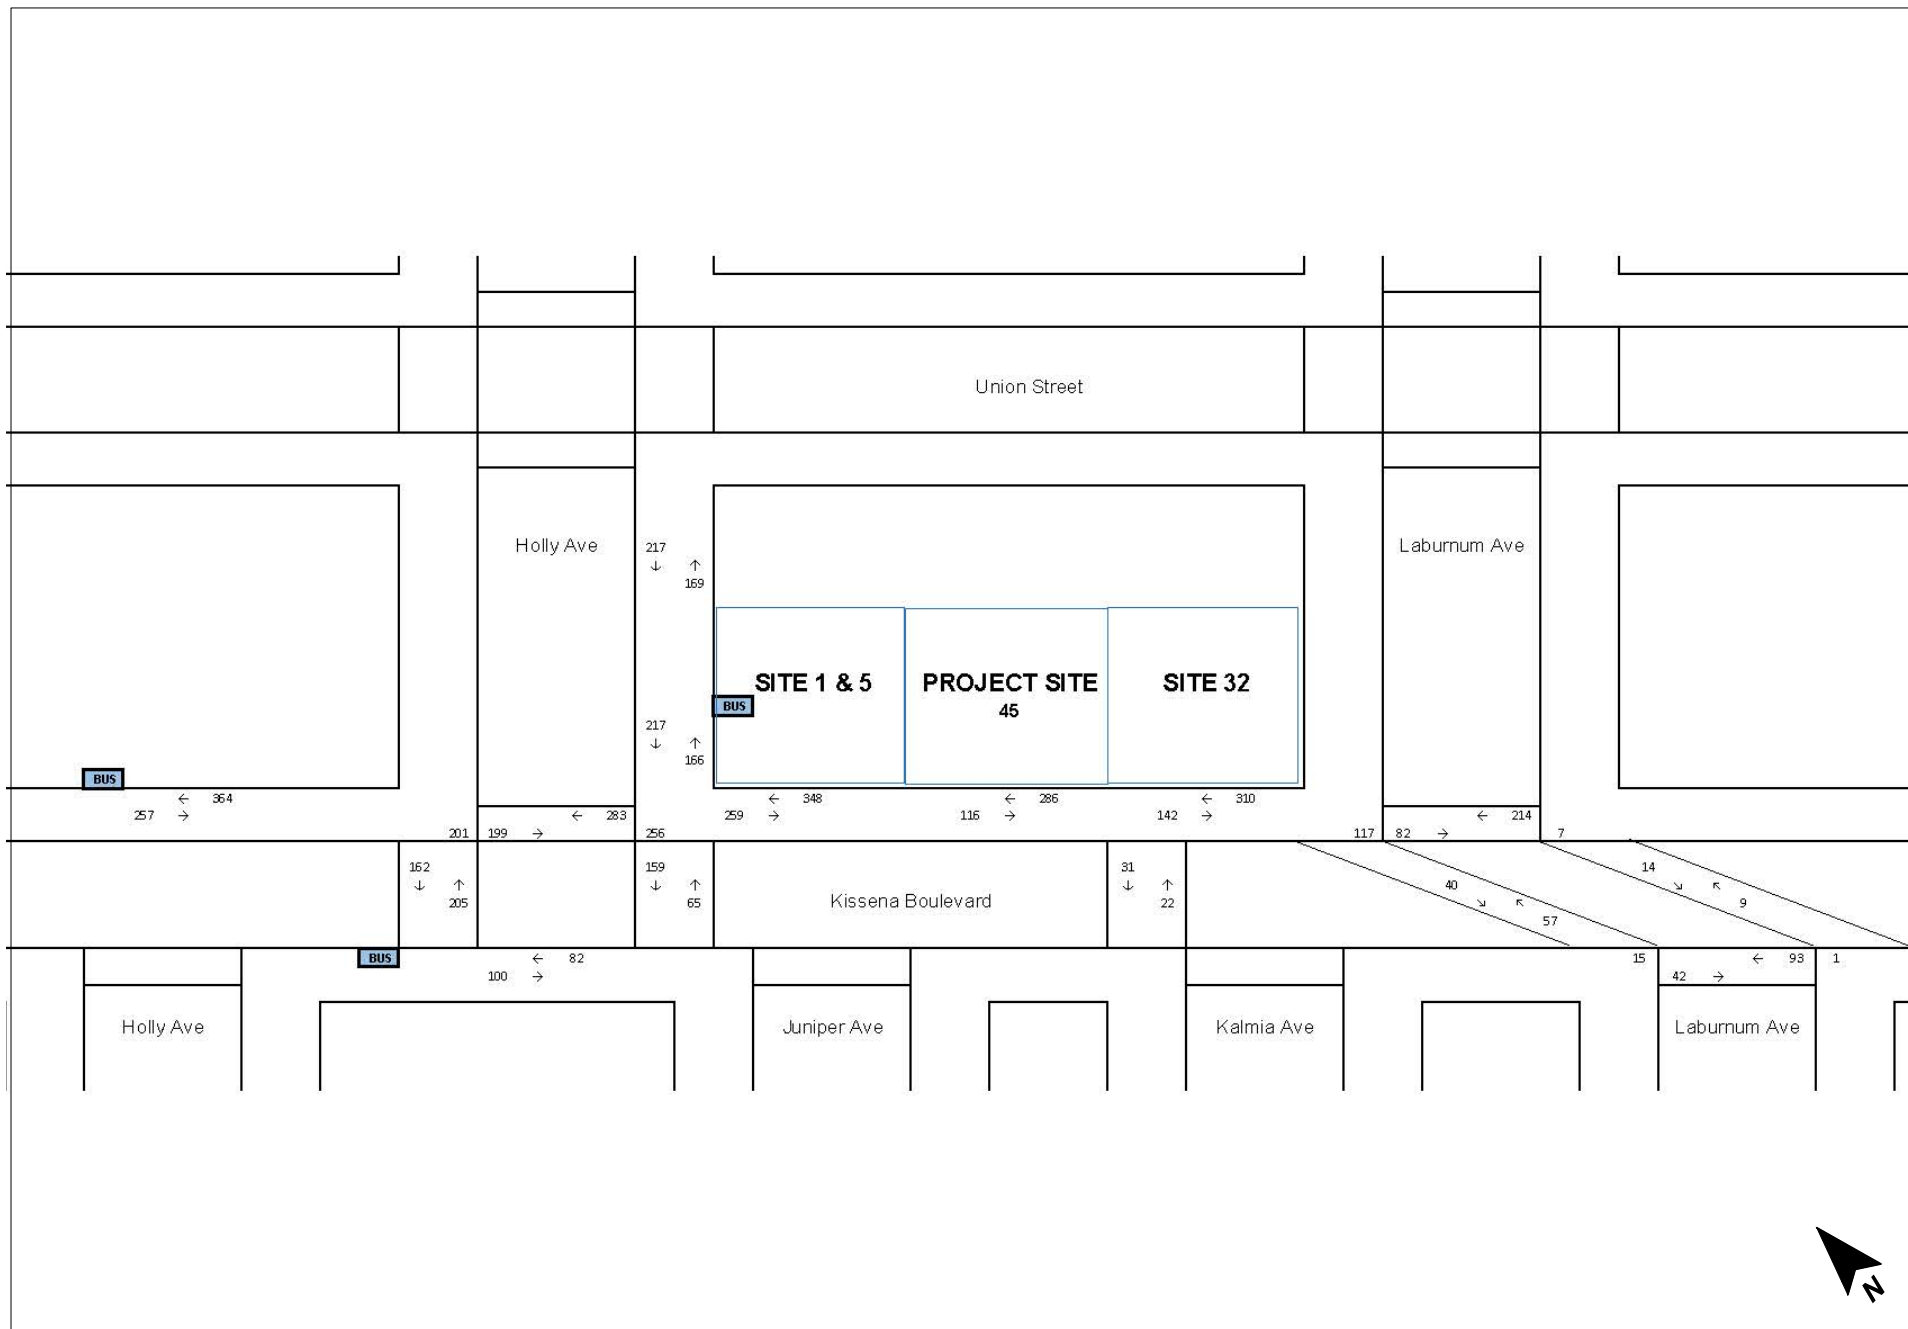 Union Street
Holly Ave
217
↓ ↑
169
Laburnum Ave
SITE 1 & 5
PROJECT SITE
45
SITE 32
BUS
217
↓ ↑
166
BUS
← 364
257 →
← 348
259 →
← 286
116 →
← 310
142 →
← 283
201
199 →
256
← 214
117
82 →
7
162
↓ ↑
205
159
↓ ↑
65
Kissena Boulevard
31
↓ ↑
22
40
↘ ↖
57
14
↘ ↖
9
BUS
← 82
100 →
15
← 93
1
42 →
Holly Ave
Juniper Ave
Kalmia Ave
Laburnum Ave
N